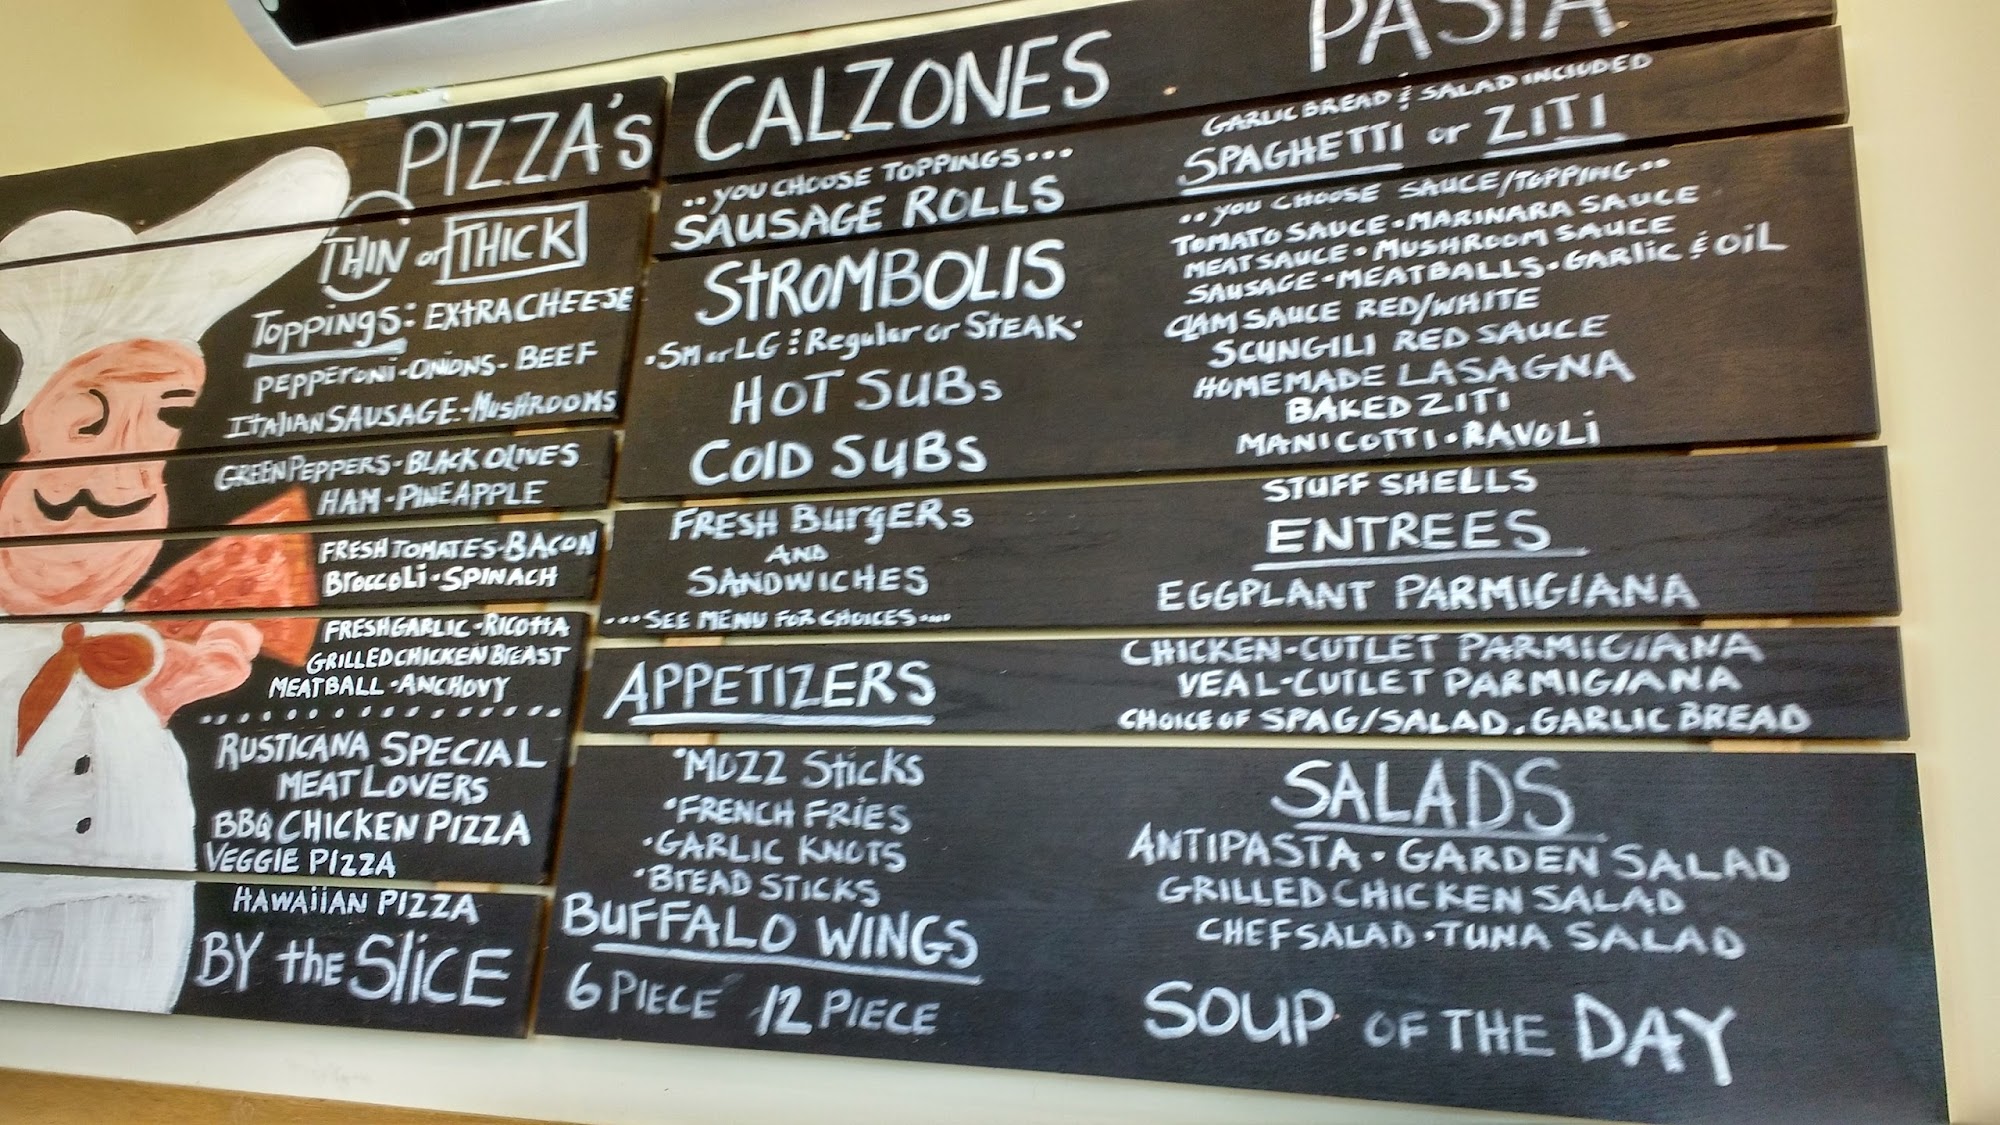 PIZZA'S
THIN or THICK
TOPPINGS: EXTRA CHEESE
PEPPERONI-ONIONS-BEEF
ITALIAN SAUSAGE-MUSHROOMS
GREEN PEPPERS-BLACK OLIVES
HAM-PINEAPPLE
FRESH TOMATES-BACON
BROCCOLI-SPINACH
FRESH GARLIC-RICOTTA
GRILLED CHICKEN BREAST
MEATBALL-ANCHOVY
RUSTICANA SPECIAL
MEAT LOVERS
BBQ CHICKEN PIZZA
VEGGIE PIZZA
HAWAIIAN PIZZA
BY the SLICE
CALZONES
..YOU CHOOSE TOPPINGS...
SAUSAGE ROLLS
STROMBOLIS
.SM or LG : Regular or STEAK.
HOT SUBs
COLD SUBs
FRESH BURGERs
AND
SANDWICHES
...SEE MENU FOR CHOICES....
APPETIZERS
•MOZZ STICKS
•FRENCH FRIES
•GARLIC KNOTS
•BREAD STICKS
BUFFALO WINGS
6 PIECE 12 PIECE
PASTA
GARLIC BREAD & SALAD INCLUDED
SPAGHETTI or ZITI
..YOU CHOOSE SAUCE/TOPPING..
TOMATO SAUCE•MARINARA SAUCE
MEAT SAUCE•MUSHROOM SAUCE
SAUSAGE•MEATBALLS•GARLIC & OIL
CLAM SAUCE RED/WHITE
SCUNGILI RED SAUCE
HOMEMADE LASAGNA
BAKED ZITI
MANICOTTI•RAVOLI
STUFF SHELLS
ENTREES
EGGPLANT PARMIGIANA
CHICKEN-CUTLET PARMIGIANA
VEAL-CUTLET PARMIGIANA
CHOICE OF SPAG/SALAD.GARLIC BREAD
SALADS
ANTIPASTA•GARDEN SALAD
GRILLED CHICKEN SALAD
CHEF SALAD•TUNA SALAD
SOUP OF THE DAY